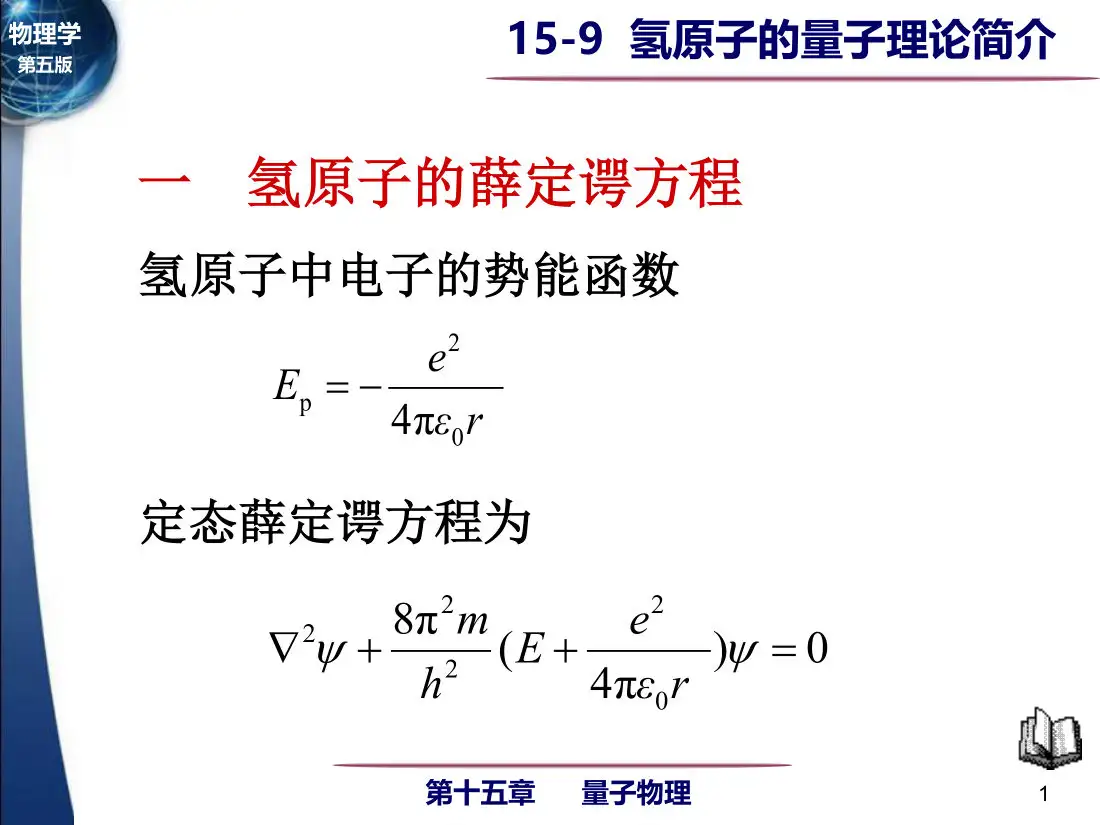 物理学
第五版
15-9 氢原子的量子理论简介
一 氢原子的薛定谔方程
氢原子中电子的势能函数
E_p = -\frac{e^2}{4πε_0 r}
定态薛定谔方程为
∇^2ψ + \frac{8π^2 m}{h^2}(E + \frac{e^2}{4πε_0 r})ψ = 0
第十五章 量子物理
1